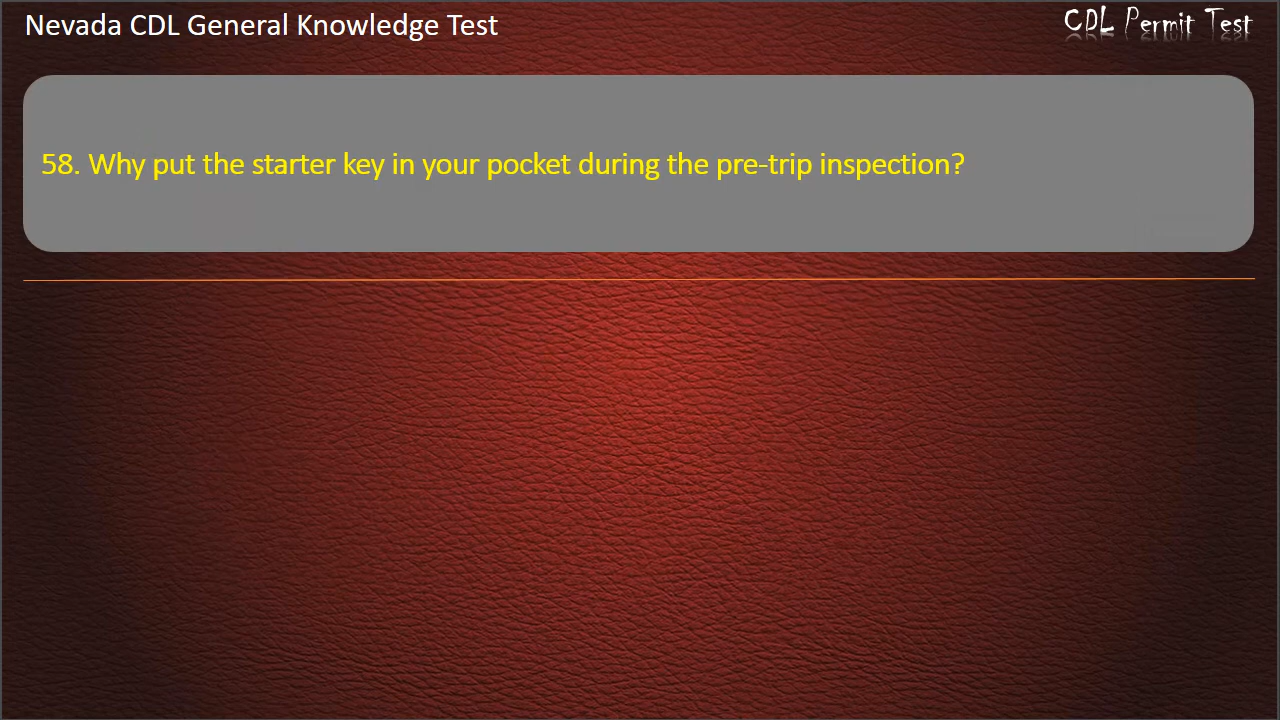 Nevada CDL General Knowledge Test
CDL Permit Test
58. Why put the starter key in your pocket during the pre-trip inspection?